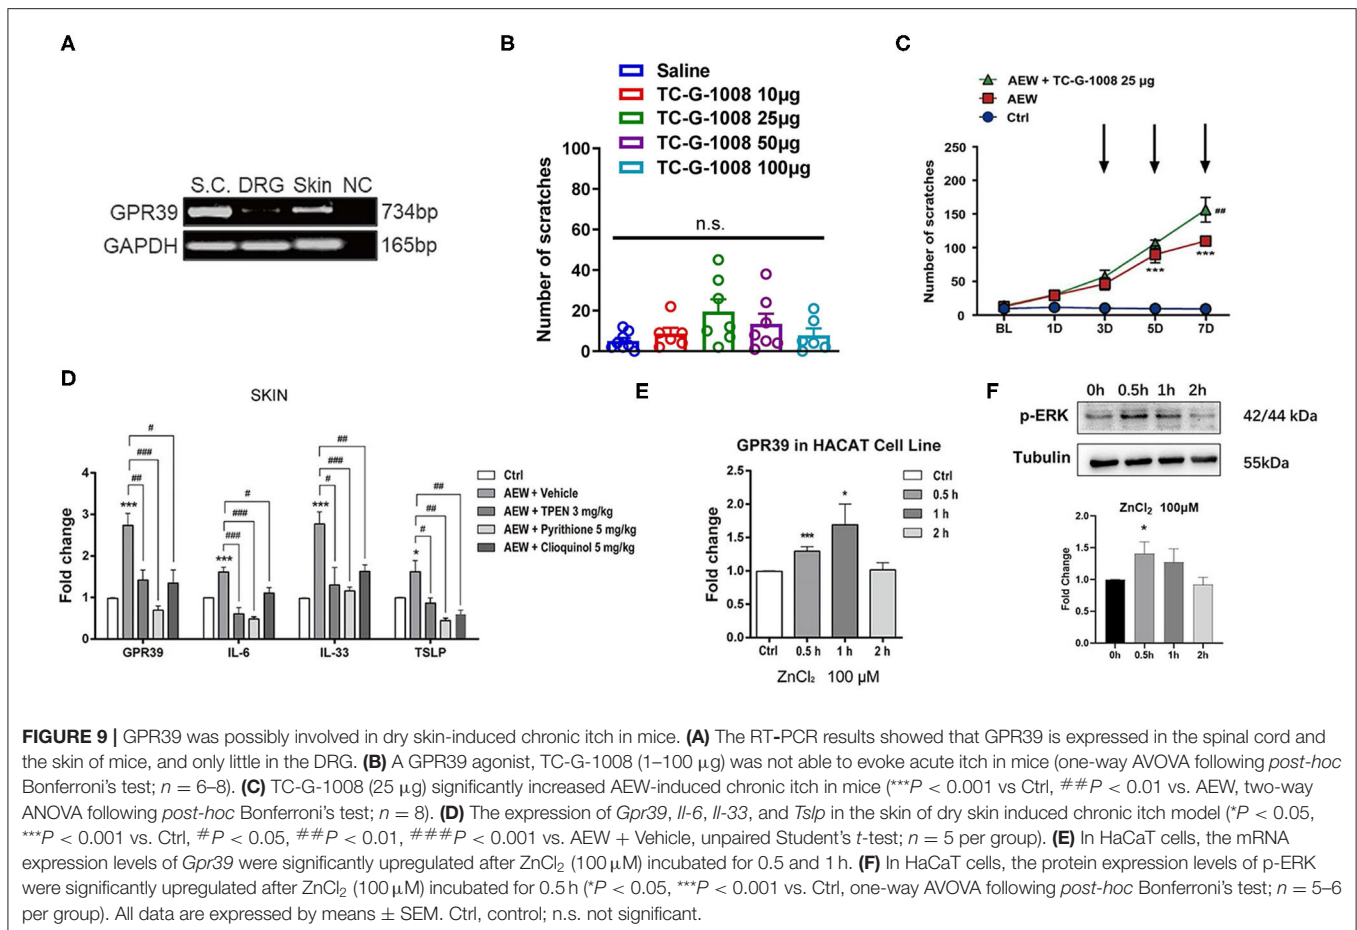 A
S.C. DRG Skin NC
GPR39 734bp
GAPDH 165bp
B
Saline
TC-G-1008 10µg
TC-G-1008 25µg
TC-G-1008 50µg
TC-G-1008 100µg
Number of scratches
100
80
60
40
20
0
n.s.
C
AEW + TC-G-1008 25 µg
AEW
Ctrl
Number of scratches
250
200
150
100
50
0
##
*** ***
BL 1D 3D 5D 7D
D
SKIN
Fold change
4
3
2
1
0
#
###
##
***
#
###
###
***
##
###
#
***
##
##
#
*
Ctrl
AEW + Vehicle
AEW + TPEN 3 mg/kg
AEW + Pyrithione 5 mg/kg
AEW + Clioquinol 5 mg/kg
GPR39 IL-6 IL-33 TSLP
E
GPR39 in HACAT Cell Line
Fold change
2.5
2.0
1.5
1.0
0.5
0.0
***
*
Ctrl
0.5 h
1 h
2 h
Ctrl 0.5 h 1 h 2 h
ZnCl₂ 100 µM
F
0h 0.5h 1h 2h
p-ERK 42/44 kDa
Tubulin 55kDa
ZnCl₂ 100µM
Fold Change
2.0
1.5
1.0
0.5
0.0
*
0h 0.5h 1h 2h
FIGURE 9 | GPR39 was possibly involved in dry skin-induced chronic itch in mice. (A) The RT-PCR results showed that GPR39 is expressed in the spinal cord and
the skin of mice, and only little in the DRG. (B) A GPR39 agonist, TC-G-1008 (1–100 µg) was not able to evoke acute itch in mice (one-way AVOVA following post-hoc
Bonferroni's test; n = 6–8). (C) TC-G-1008 (25 µg) significantly increased AEW-induced chronic itch in mice (***P < 0.001 vs Ctrl, ##P < 0.01 vs. AEW, two-way
ANOVA following post-hoc Bonferroni's test; n = 8). (D) The expression of Gpr39, Il-6, Il-33, and Tslp in the skin of dry skin induced chronic itch model (*P < 0.05,
***P < 0.001 vs. Ctrl, #P < 0.05, ##P < 0.01, ###P < 0.001 vs. AEW + Vehicle, unpaired Student's t-test; n = 5 per group). (E) In HaCaT cells, the mRNA
expression levels of Gpr39 were significantly upregulated after ZnCl₂ (100 µM) incubated for 0.5 and 1 h. (F) In HaCaT cells, the protein expression levels of p-ERK
were significantly upregulated after ZnCl₂ (100 µM) incubated for 0.5 h (*P < 0.05, ***P < 0.001 vs. Ctrl, one-way AVOVA following post-hoc Bonferroni's test; n = 5–6
per group). All data are expressed by means ± SEM. Ctrl, control; n.s. not significant.